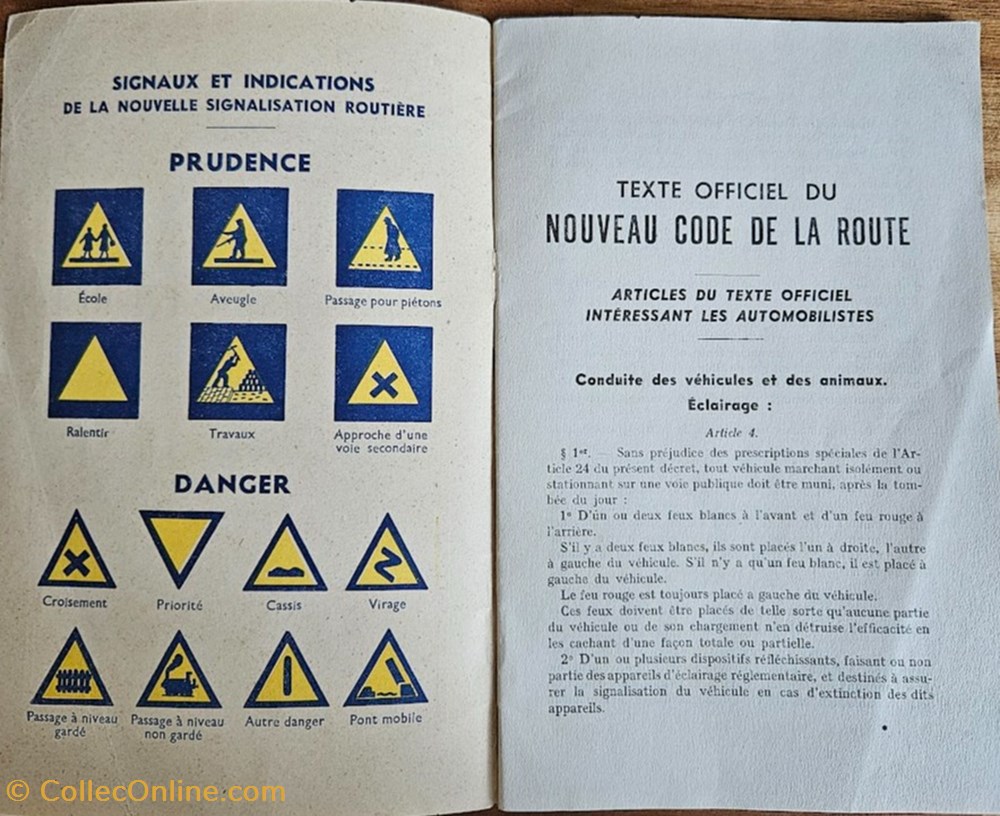 SIGNAUX ET INDICATIONS
DE LA NOUVELLE SIGNALISATION ROUTIÈRE
PRUDENCE
École
Aveugle
Passage pour piétons
Ralentir
Travaux
Approche d'une
voie secondaire
DANGER
Croisement
Priorité
Cassis
Virage
Passage à niveau
gardé
Passage à niveau
non gardé
Autre danger
Pont mobile
TEXTE OFFICIEL DU
NOUVEAU CODE DE LA ROUTE
ARTICLES DU TEXTE OFFICIEL
INTÉRESSANT LES AUTOMOBILISTES
Conduite des véhicules et des animaux.
Éclairage :
Article 4.
§ 1er. — Sans préjudice des prescriptions spéciales de l'Ar-
ticle 24 du présent décret, tout véhicule marchant isolément ou
stationnant sur une voie publique doit être muni, après la tom-
bée du jour :
1° D'un ou deux feux blancs à l'avant et d'un feu rouge à
l'arrière.
S'il y a deux feux blancs, ils sont placés l'un à droite, l'autre
à gauche du véhicule. S'il n'y a qu'un feu blanc, il est placé à
gauche du véhicule.
Le feu rouge est toujours placé a gauche du véhicule.
Ces feux doivent être placés de telle sorte qu'aucune partie
du véhicule ou de son chargement n'en détruise l'efficacité en
les cachant d'une façon totale ou partielle.
2° D'un ou plusieurs dispositifs réfléchissants, faisant ou non
partie des appareils d'éclairage réglementaire, et destinés à assu-
rer la signalisation du véhicule en cas d'extinction des dits
appareils.
© CollecOnline.com